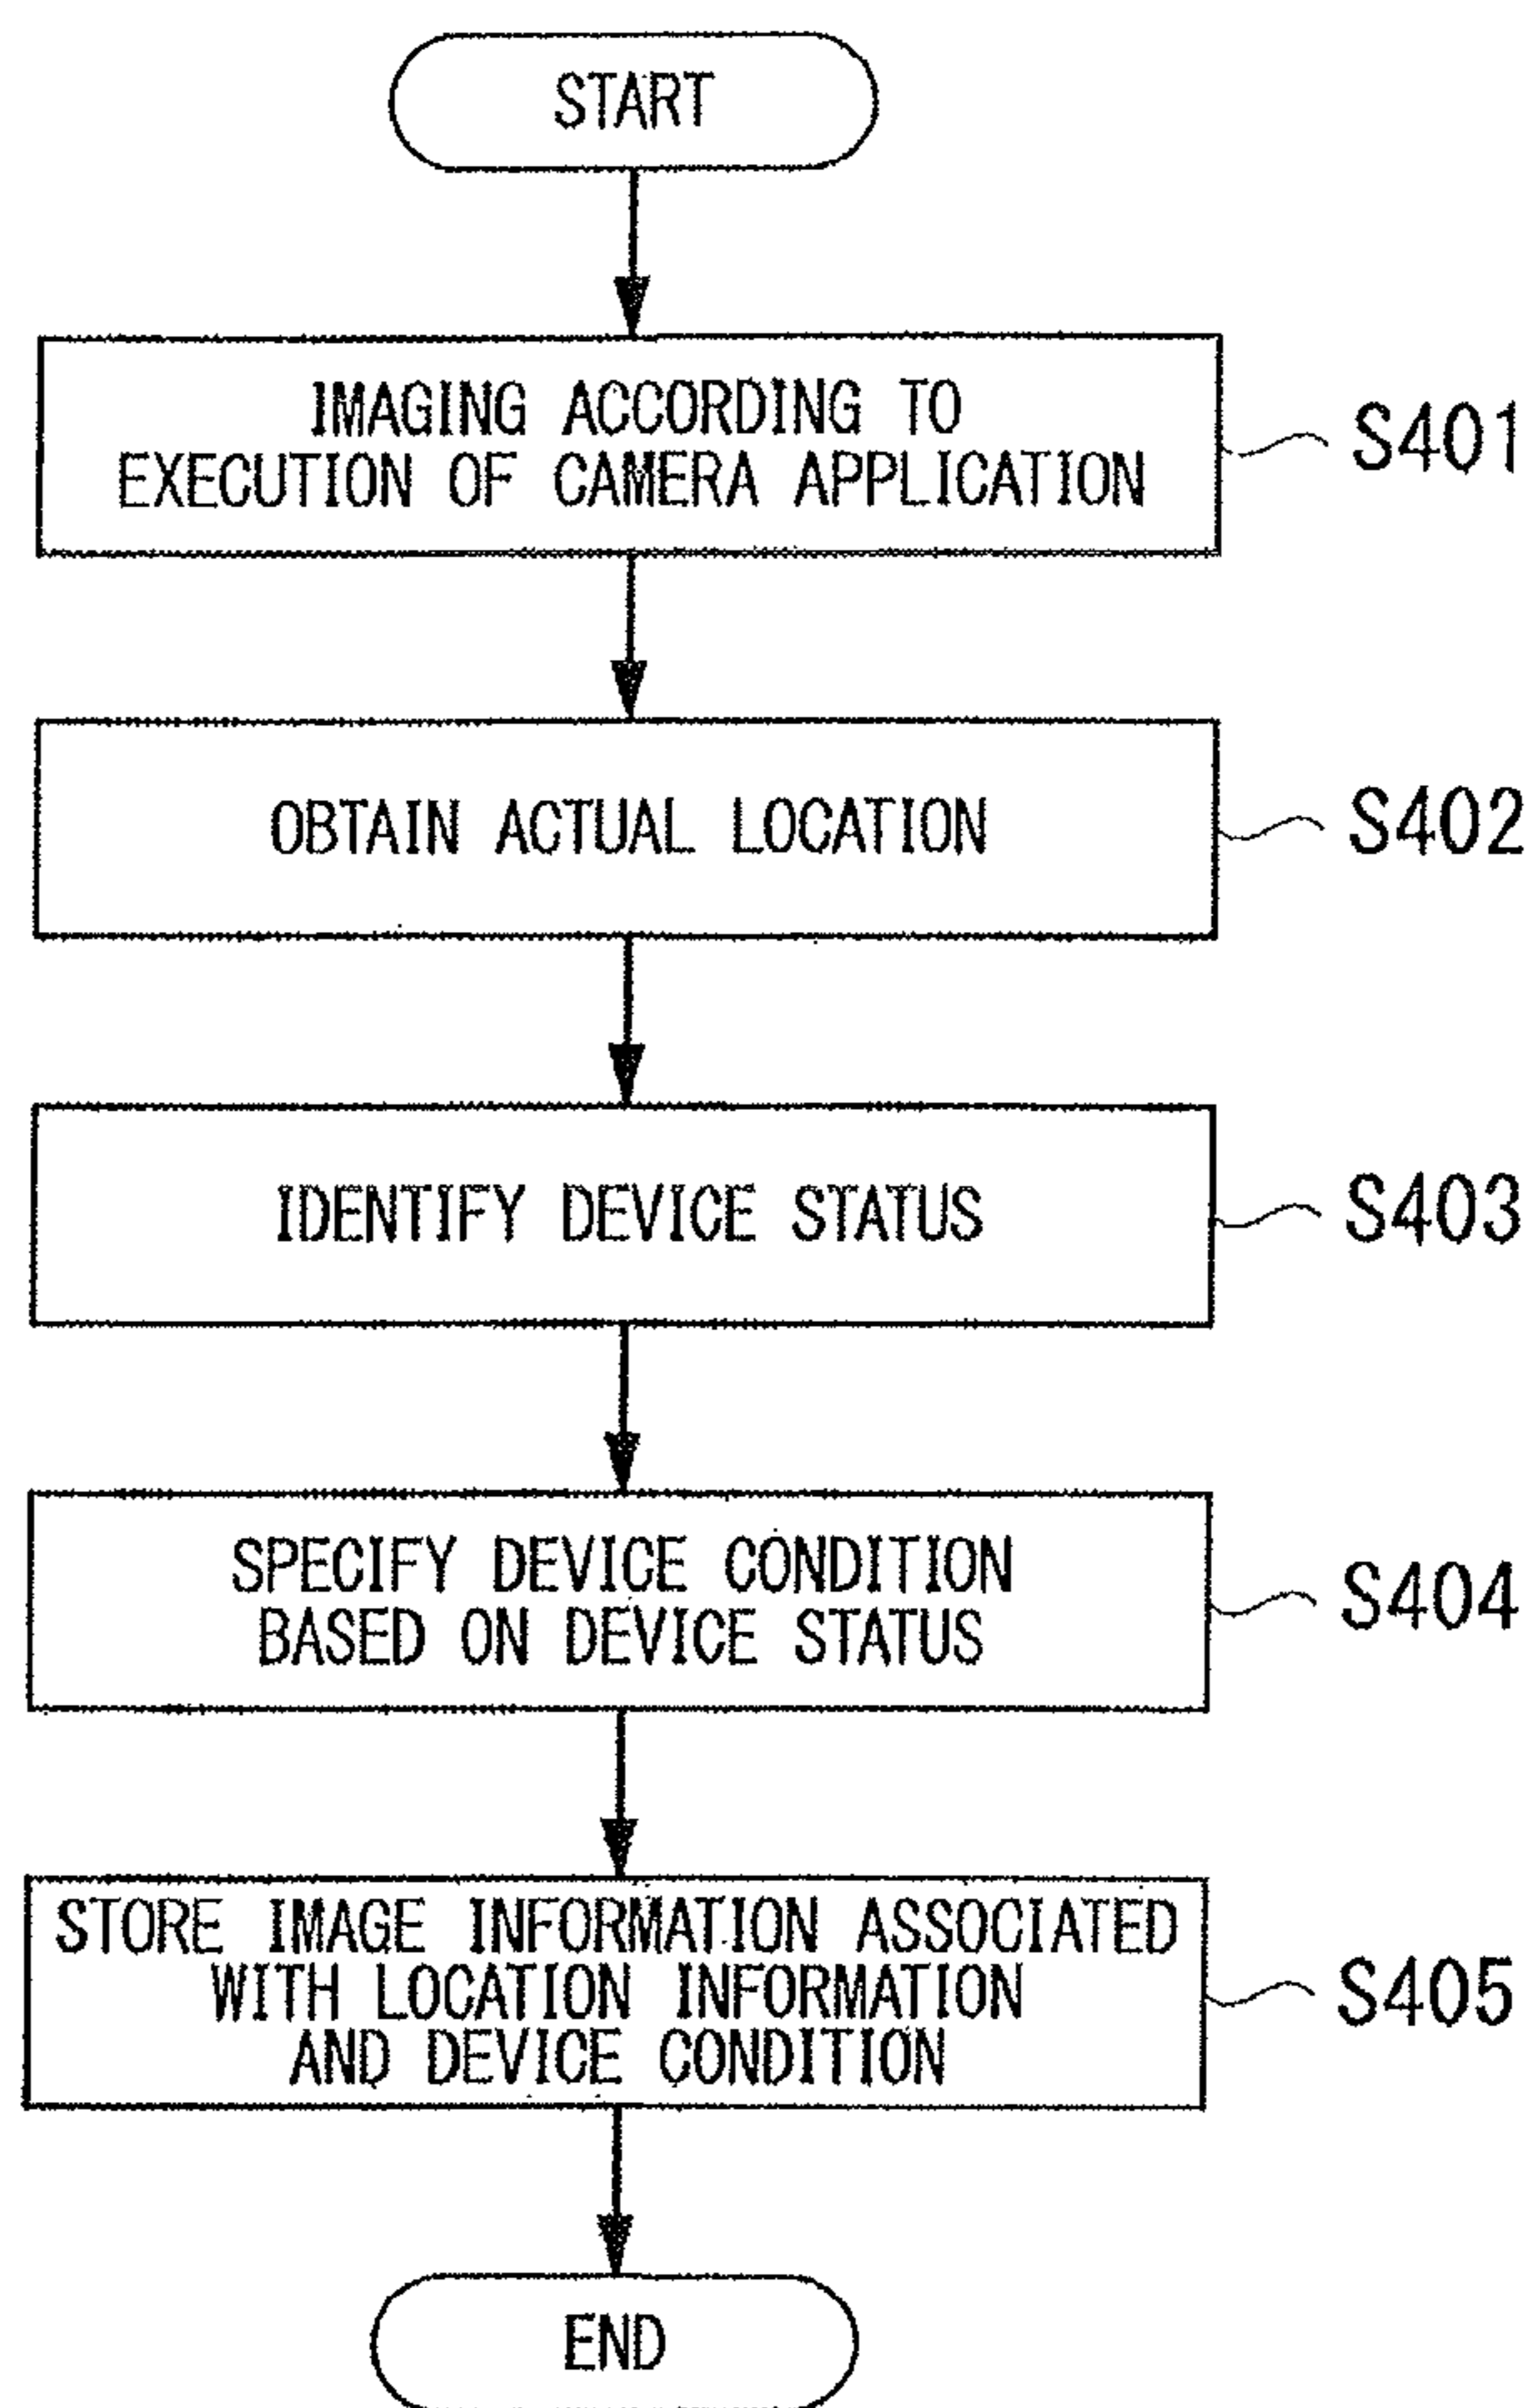 START
IMAGING ACCORDING TO
EXECUTION OF CAMERA APPLICATION
S401
OBTAIN ACTUAL LOCATION
S402
IDENTIFY DEVICE STATUS
S403
SPECIFY DEVICE CONDITION
BASED ON DEVICE STATUS
S404
STORE IMAGE INFORMATION ASSOCIATED
WITH LOCATION INFORMATION
AND DEVICE CONDITION
S405
END